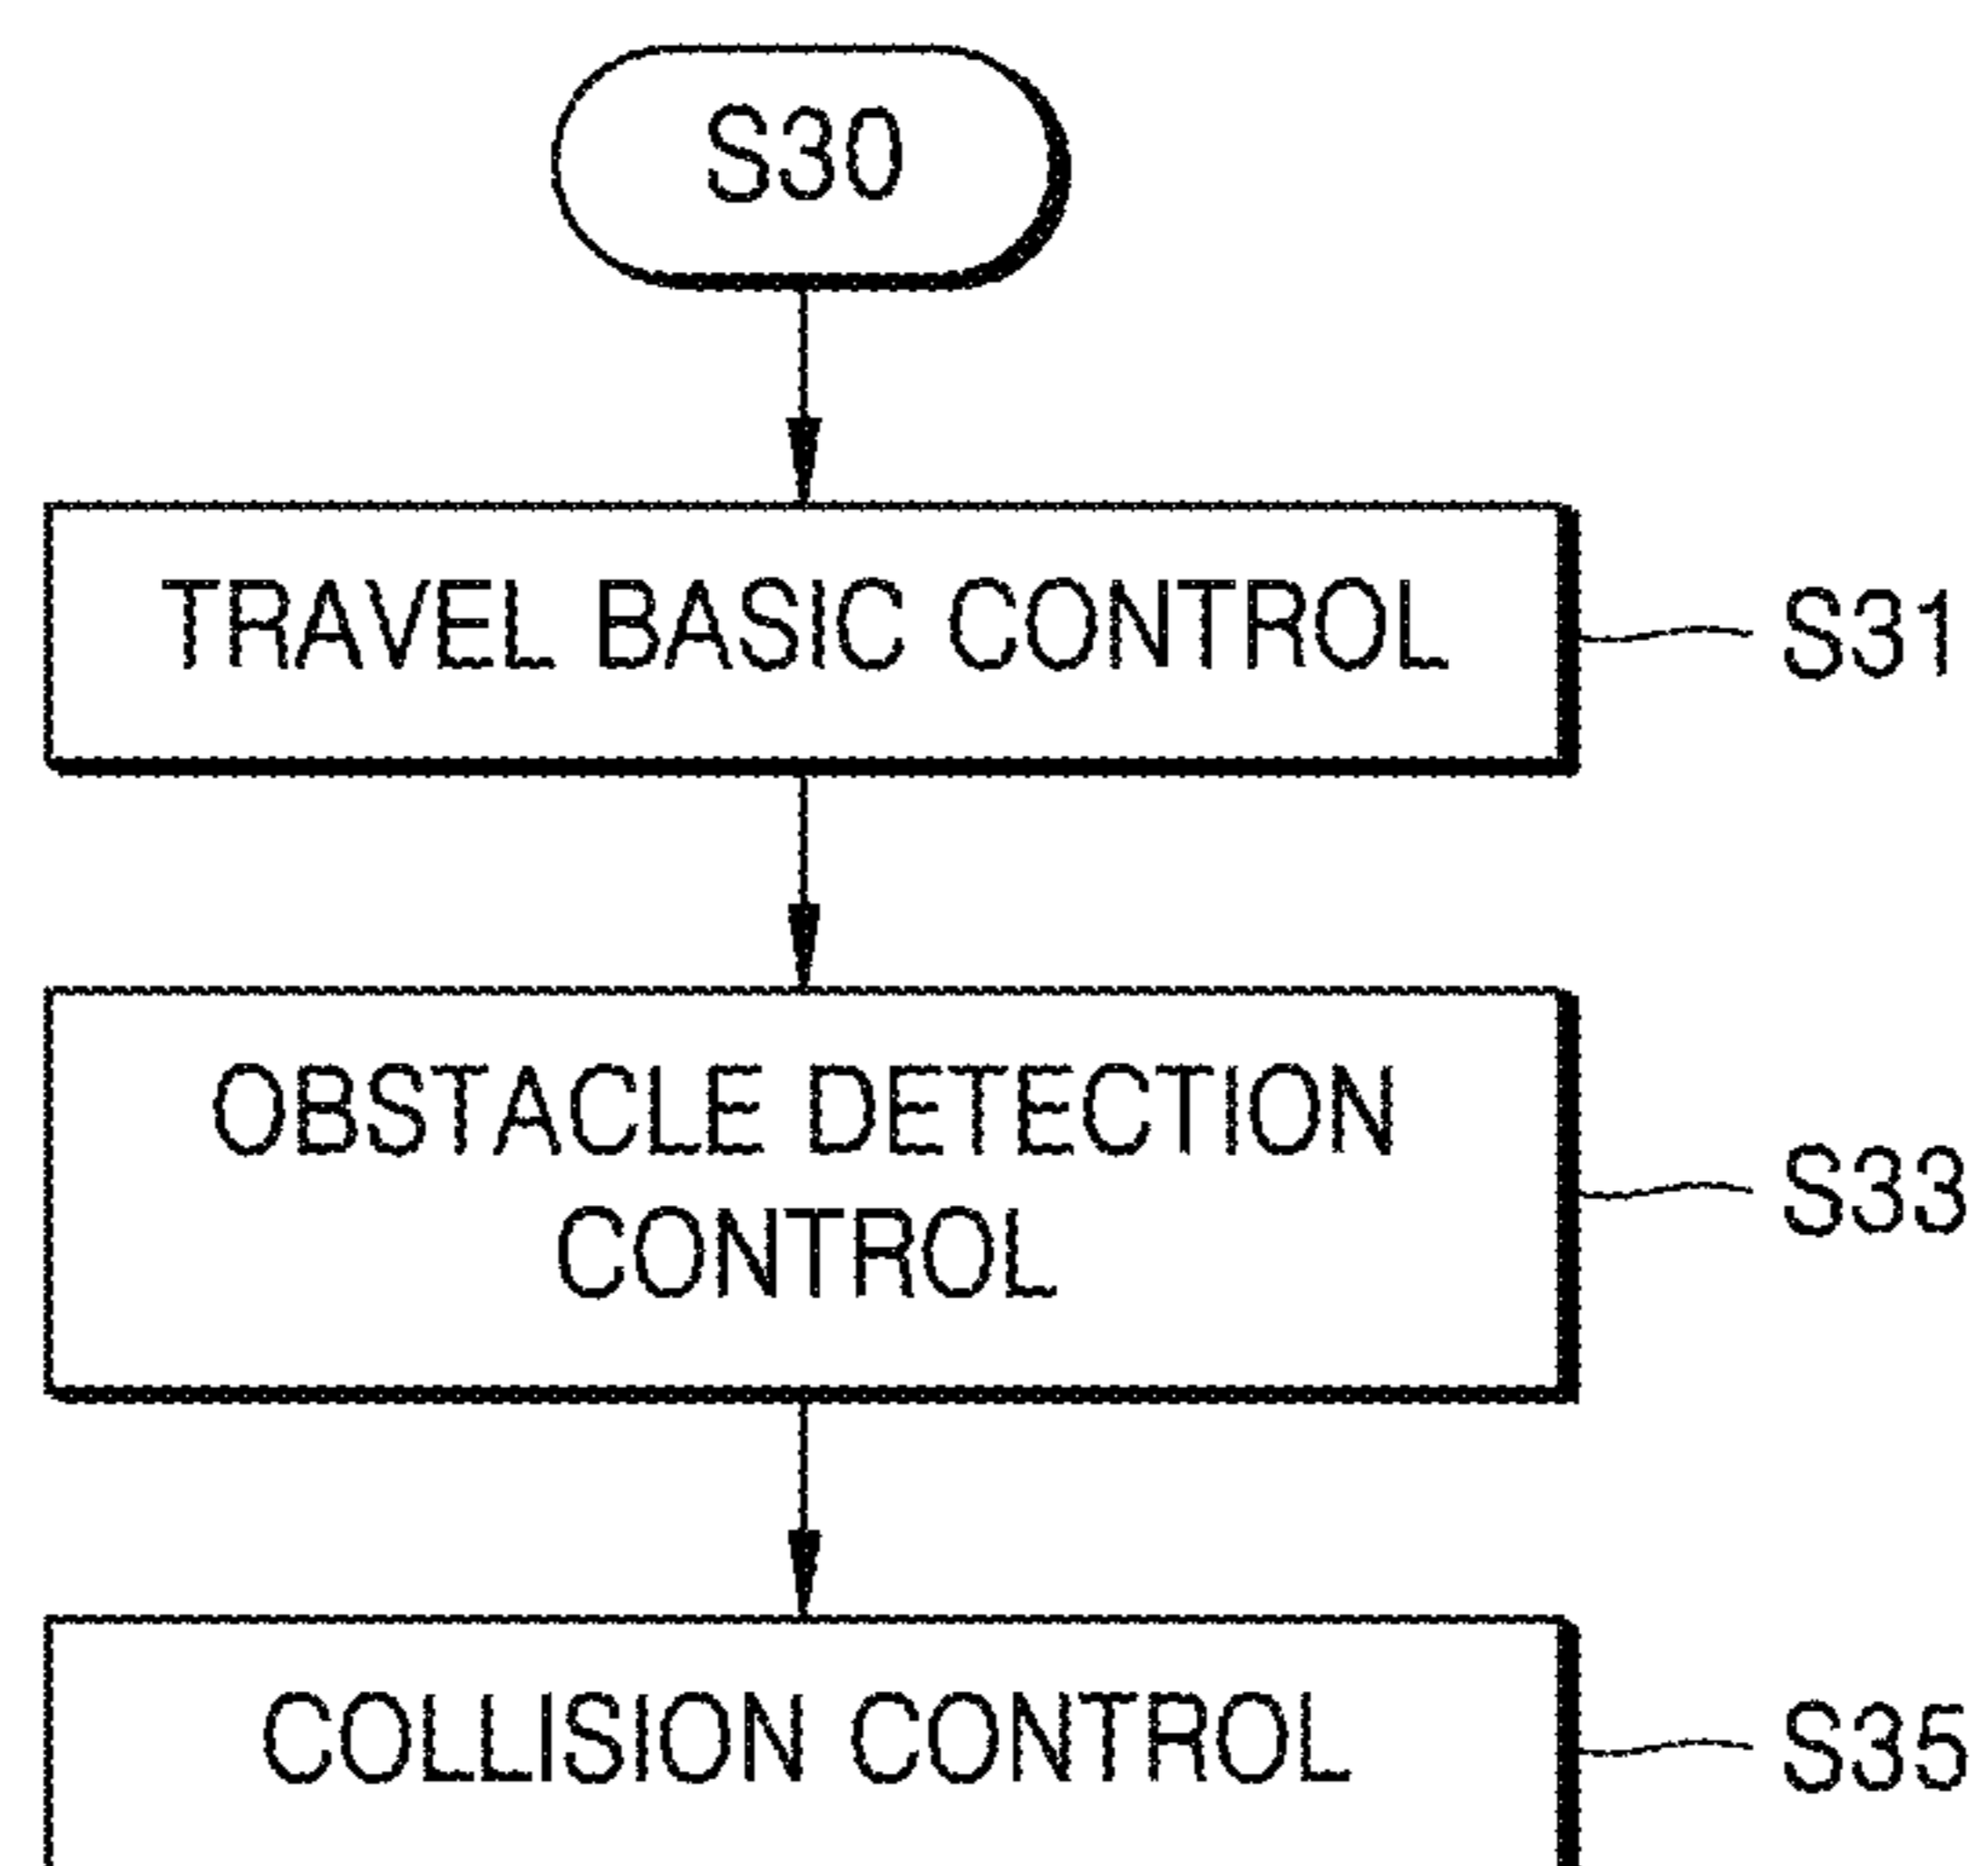 S30
TRAVEL BASIC CONTROL
S31
OBSTACLE DETECTION
CONTROL
S33
COLLISION CONTROL
S35